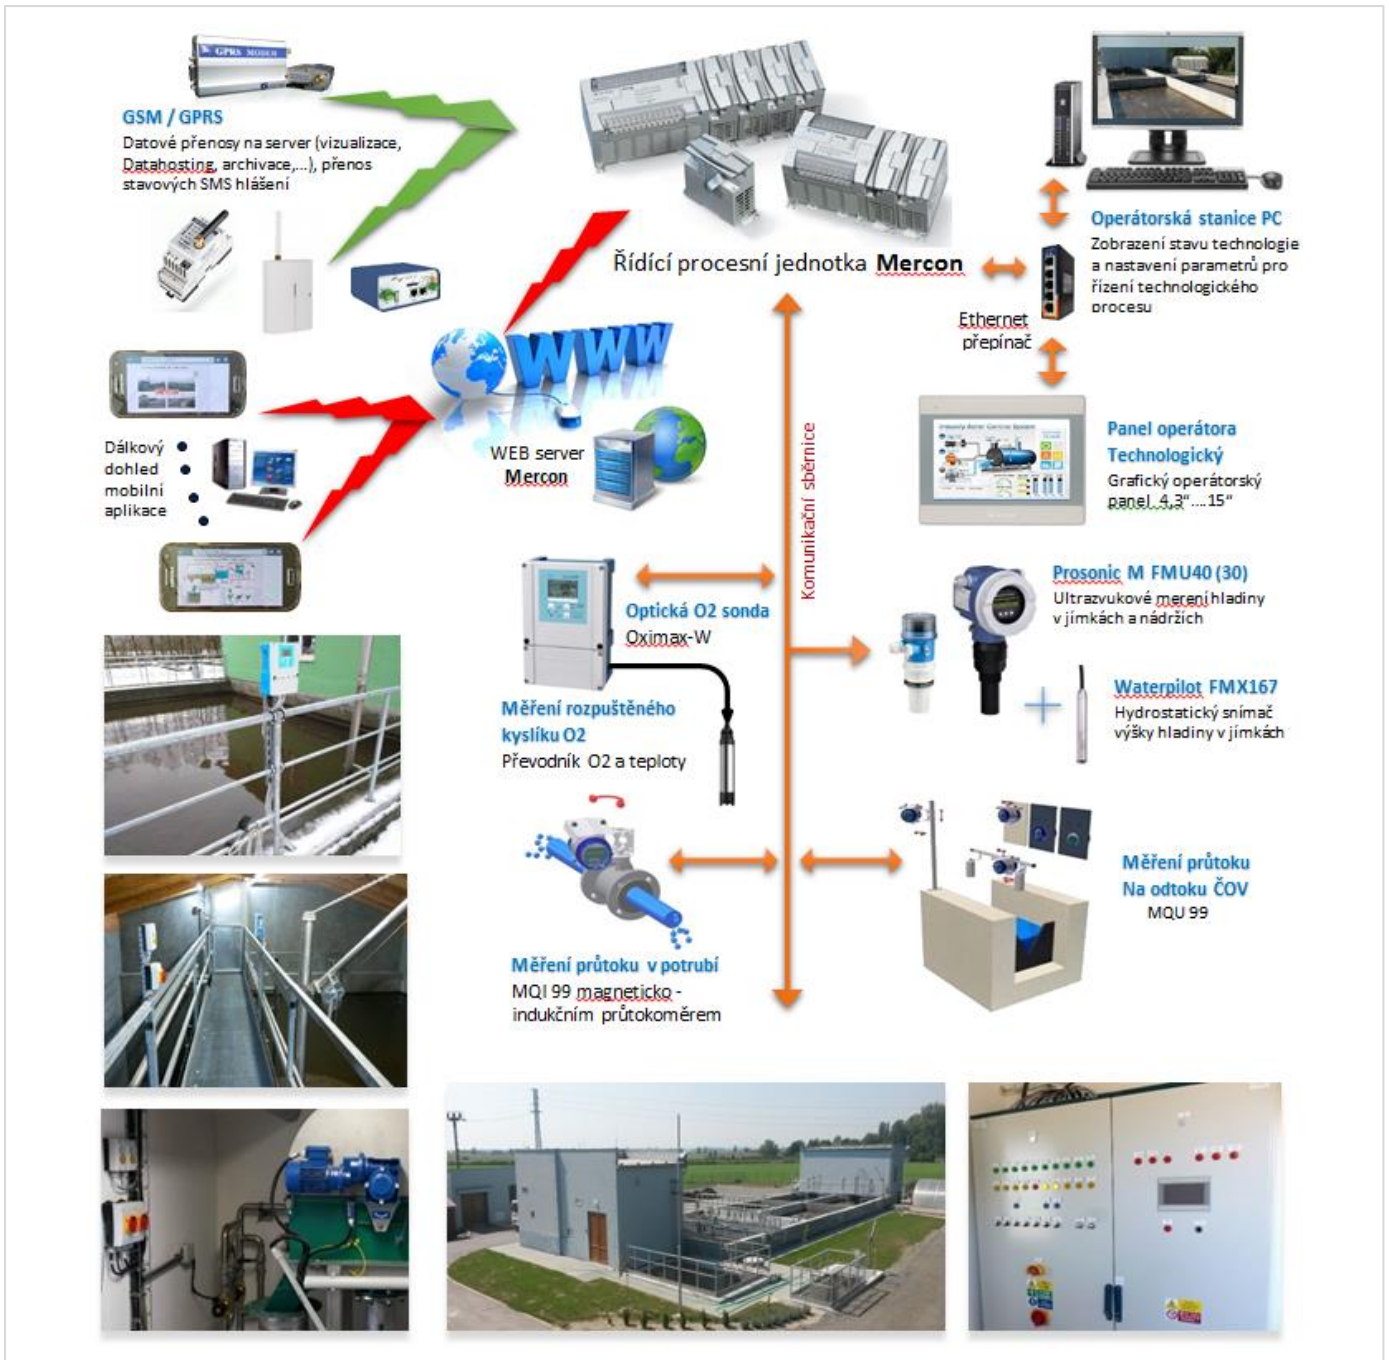 GPRS MODEM
GSM / GPRS
Datové přenosy na server (vizualizace,
Datahosting, archivace,...), přenos
stavových SMS hlášení
Řídící procesní jednotka Mercon
Operátorská stanice PC
Zobrazení stavu technologie
a nastavení parametrů pro
řízení technologického
procesu
Ethernet
přepínač
WWW
WEB server
Mercon
Dálkový
dohled
mobilní
aplikace
Panel operátora
Technologický
Grafický operátorský
panel 4,3“....15“
Komunikační sběrnice
Optická O2 sonda
Oximax-W
Měření rozpuštěného
kyslíku O2
Převodník O2 a teploty
Prosonic M FMU40 (30)
Ultrazvukové merení hladiny
v jímkách a nádržích
Waterpilot FMX167
Hydrostatický snímač
výšky hladiny v jímkách
Měření průtoku v potrubí
MQI 99 magneticko -
indukčním průtokoměrem
Měření průtoku
Na odtoku ČOV
MQU 99